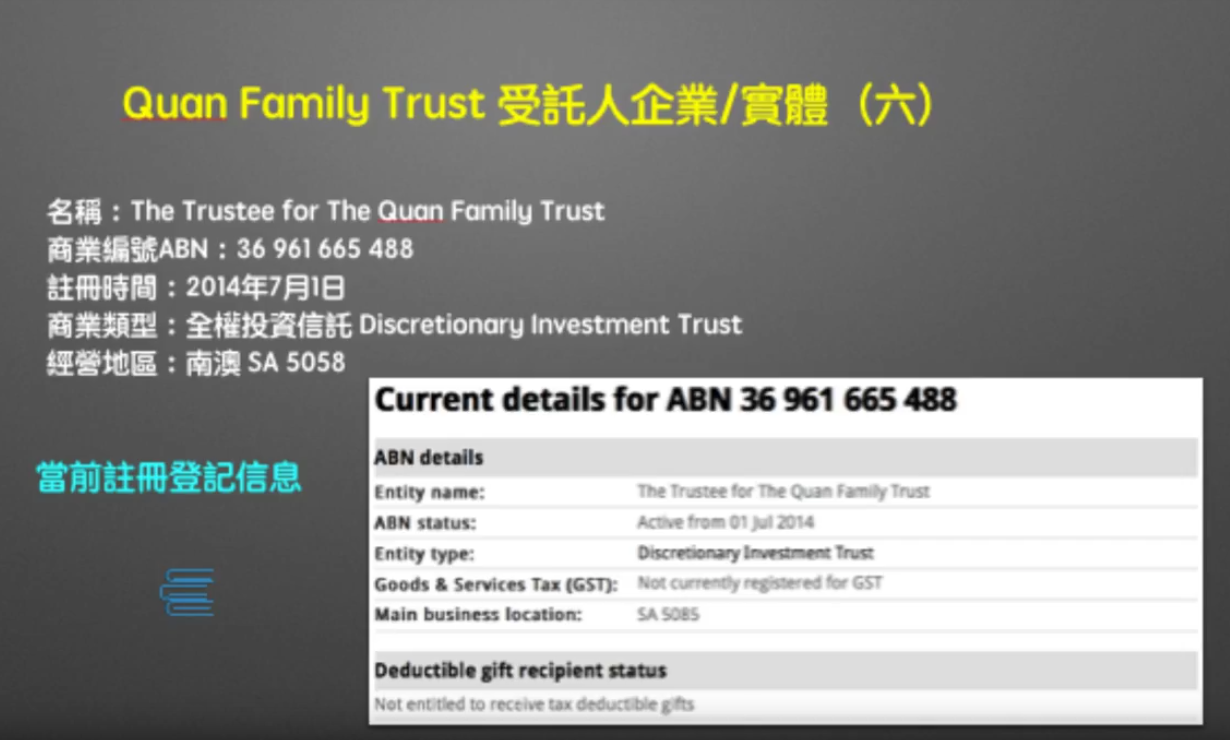 Quan Family Trust 受託人企業/實體（六）
名稱：The Trustee for The Quan Family Trust
商業編號ABN：36 961 665 488
註冊時間：2014年7月1日
商業類型：全權投資信託 Discretionary Investment Trust
經營地區：南澳 SA 5058
當前註冊登記信息
Current details for ABN 36 961 665 488
ABN details
Entity name: The Trustee for The Quan Family Trust
ABN status: Active from 01 Jul 2014
Entity type: Discretionary Investment Trust
Goods & Services Tax (GST): Not currently registered for GST
Main business location: SA 5085
Deductible gift recipient status
Not entitled to receive tax deductible gifts